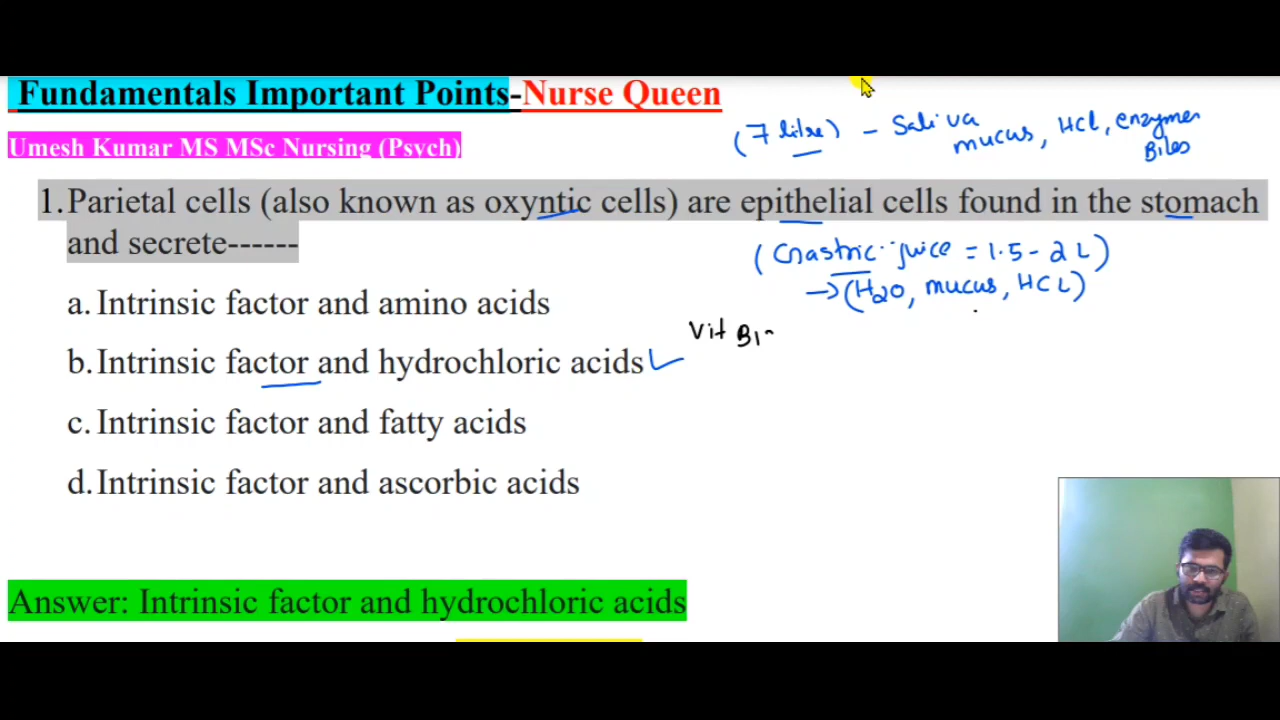 Fundamentals Important Points-Nurse Queen
Umesh Kumar MS MSc Nursing (Psych)
(7 litre) - Saliva
mucus, HCl, enzymes
Biles
1. Parietal cells (also known as oxyntic cells) are epithelial cells found in the stomach
and secrete------
(Gastric juice = 1.5 - 2 L)
→ (H2O, mucus, HCL)
a. Intrinsic factor and amino acids
Vit B1
b. Intrinsic factor and hydrochloric acids
c. Intrinsic factor and fatty acids
d. Intrinsic factor and ascorbic acids
Answer: Intrinsic factor and hydrochloric acids